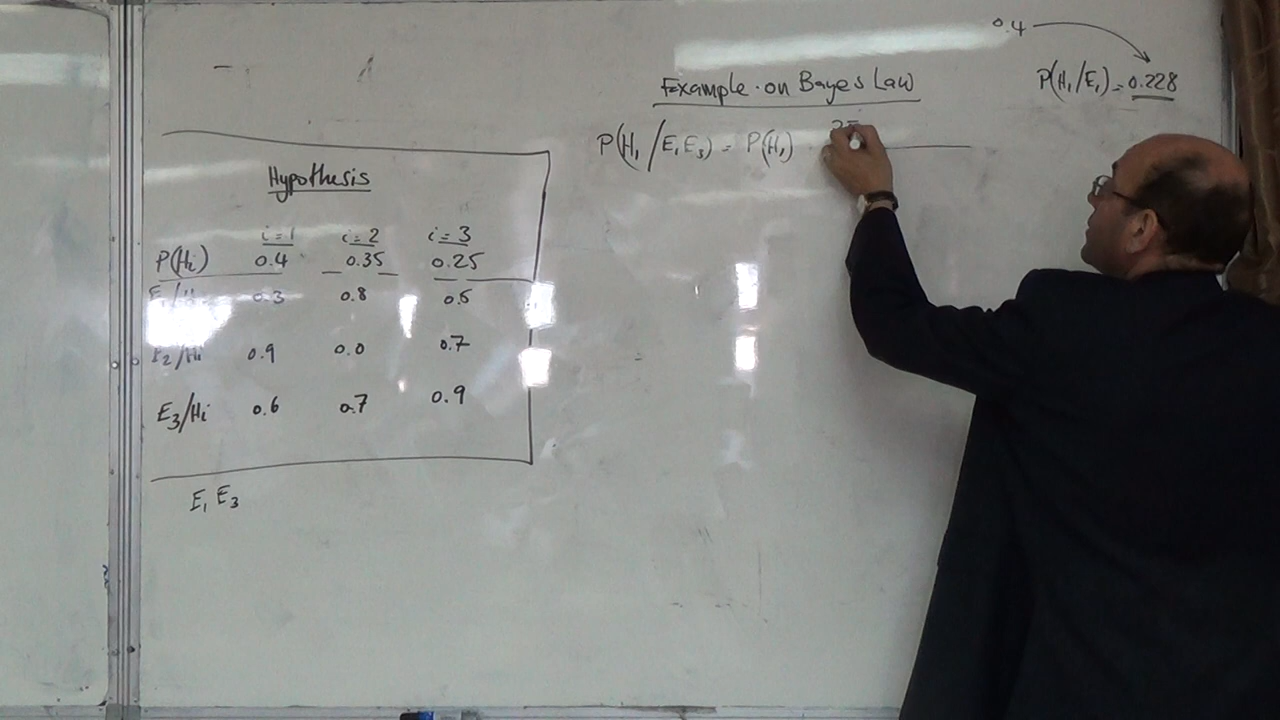 0.4
P(H₁/E₁) = 0.228
Example on Bayes Law
P(H₁/E₁E₃) = P(H₁)
Hypothesis
i=1 i=2 i=3
P(Hi) 0.4 0.35 0.25
E₁/H 0.3 0.8 0.5
E₂/Hi 0.9 0.0 0.7
E₃/Hi 0.6 0.7 0.9
E₁ E₃